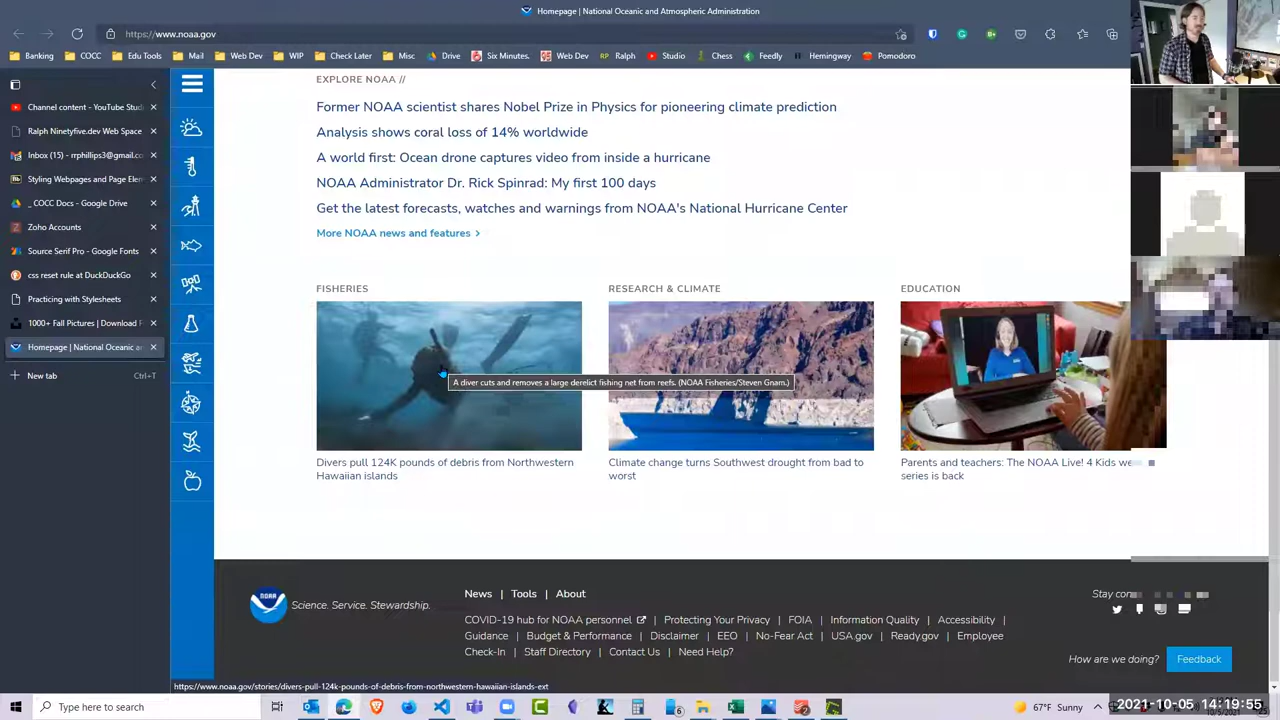 Homepage | National Oceanic and Atmospheric Administration
https://www.noaa.gov
Banking
COCC
Edu Tools
Mail
Web Dev
WIP
Check Later
Misc
Drive
Six Minutes.
Web Dev
RP Ralph
Studio
Chess
Feedly
Hemingway
Pomodoro
Channel content - YouTube Stud
Ralph Ninetyfive.dev Web Space
Inbox (15) - rrphillips3@gmail.co
Styling Webpages and Page Elem
_ COCC Docs - Google Drive
Zoho Accounts
Source Serif Pro - Google Fonts
css reset rule at DuckDuckGo
Practicing with Stylesheets
1000+ Fall Pictures | Download F
Homepage | National Oceanic an
New tab Ctrl+T
EXPLORE NOAA //
Former NOAA scientist shares Nobel Prize in Physics for pioneering climate prediction
Analysis shows coral loss of 14% worldwide
A world first: Ocean drone captures video from inside a hurricane
NOAA Administrator Dr. Rick Spinrad: My first 100 days
Get the latest forecasts, watches and warnings from NOAA's National Hurricane Center
More NOAA news and features >
FISHERIES
RESEARCH & CLIMATE
EDUCATION
A diver cuts and removes a large derelict fishing net from reefs. (NOAA Fisheries/Steven Gnam.)
Divers pull 124K pounds of debris from Northwestern
Hawaiian islands
Climate change turns Southwest drought from bad to
worst
Parents and teachers: The NOAA Live! 4 Kids we
series is back
NOAA
Science. Service. Stewardship.
News | Tools | About
COVID-19 hub for NOAA personnel | Protecting Your Privacy | FOIA | Information Quality | Accessibility |
Guidance | Budget & Performance | Disclaimer | EEO | No-Fear Act | USA.gov | Ready.gov | Employee
Check-In | Staff Directory | Contact Us | Need Help?
Stay con
How are we doing? Feedback
https://www.noaa.gov/stories/divers-pull-124k-pounds-of-debris-from-northwestern-hawaiian-islands-ext
Type here to search
67°F Sunny
2021-10-05 14:19:55